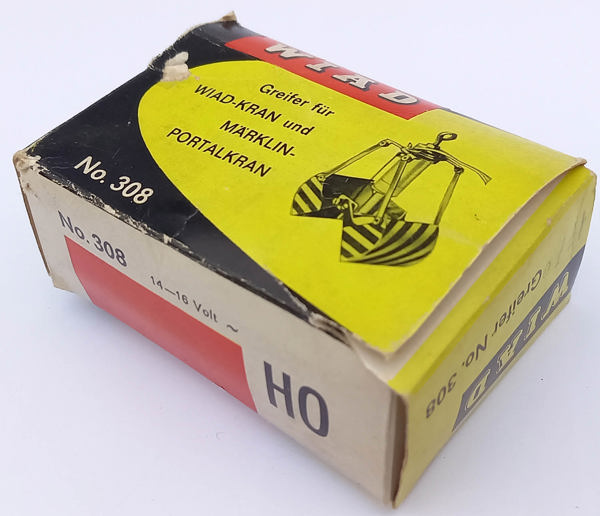 WIAD
Greifer für
WIAD-KRAN und
MÄRKLIN-
PORTALKRAN
No. 308
No. 308
14—16 Volt ~
HO
WIAD
Greifer No. 308